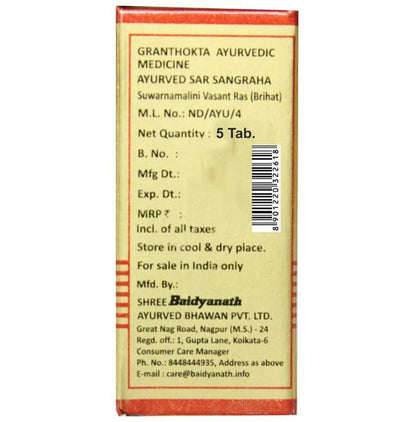 GRANTHOKTA AYURVEDIC
MEDICINE
AYURVED SAR SANGRAHA
Suwarnamalini Vasant Ras (Brihat)
M.L. No.: ND/AYU/4
Net Quantity : 5 Tab.
B. No. :
Mfg Dt.:
Exp. Dt.:
MRP ₹ :
Incl. of all taxes
Store in cool & dry place.
For sale in India only
Mfd. By.:
SHREE Baidyanath
AYURVED BHAWAN PVT. LTD.
Great Nag Road, Nagpur (M.S.) - 24
Regd. off.: 1, Gupta Lane, Kolkata-6
Consumer Care Manager
Ph. No.: 8448444935, Address as above
E-mail : care@baidyanath.info
8 901220 322618